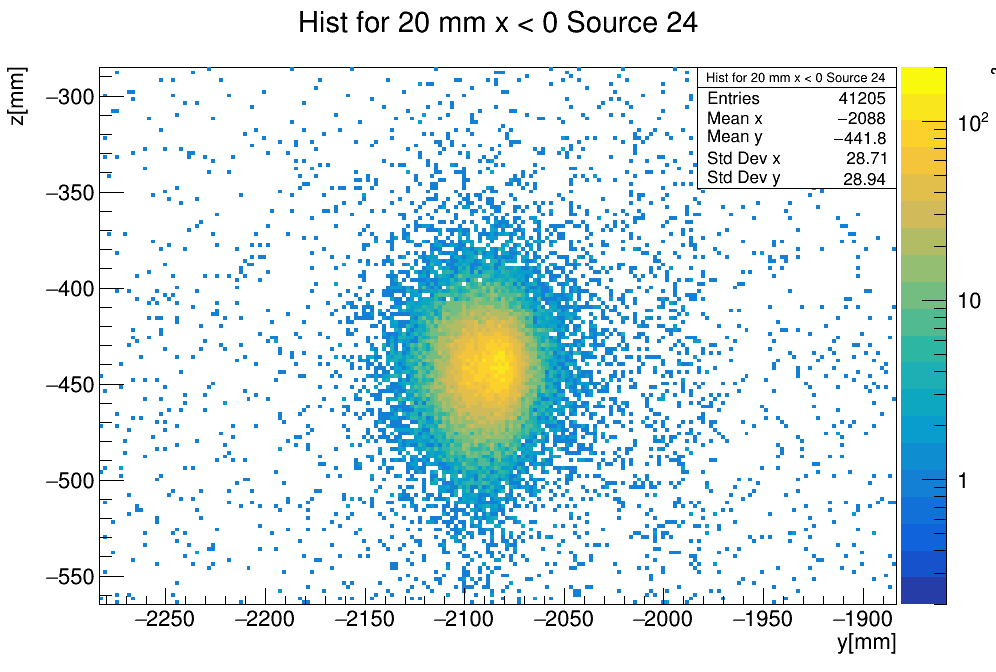 Hist for 20 mm x < 0 Source 24
z[mm]
Hist for 20 mm x < 0 Source 24
Entries 41205
Mean x −2088
Mean y −441.8
Std Dev x 28.71
Std Dev y 28.94
−300
−350
−400
−450
−500
−550
10²
10
1
−2250 −2200 −2150 −2100 −2050 −2000 −1950 −1900
y[mm]